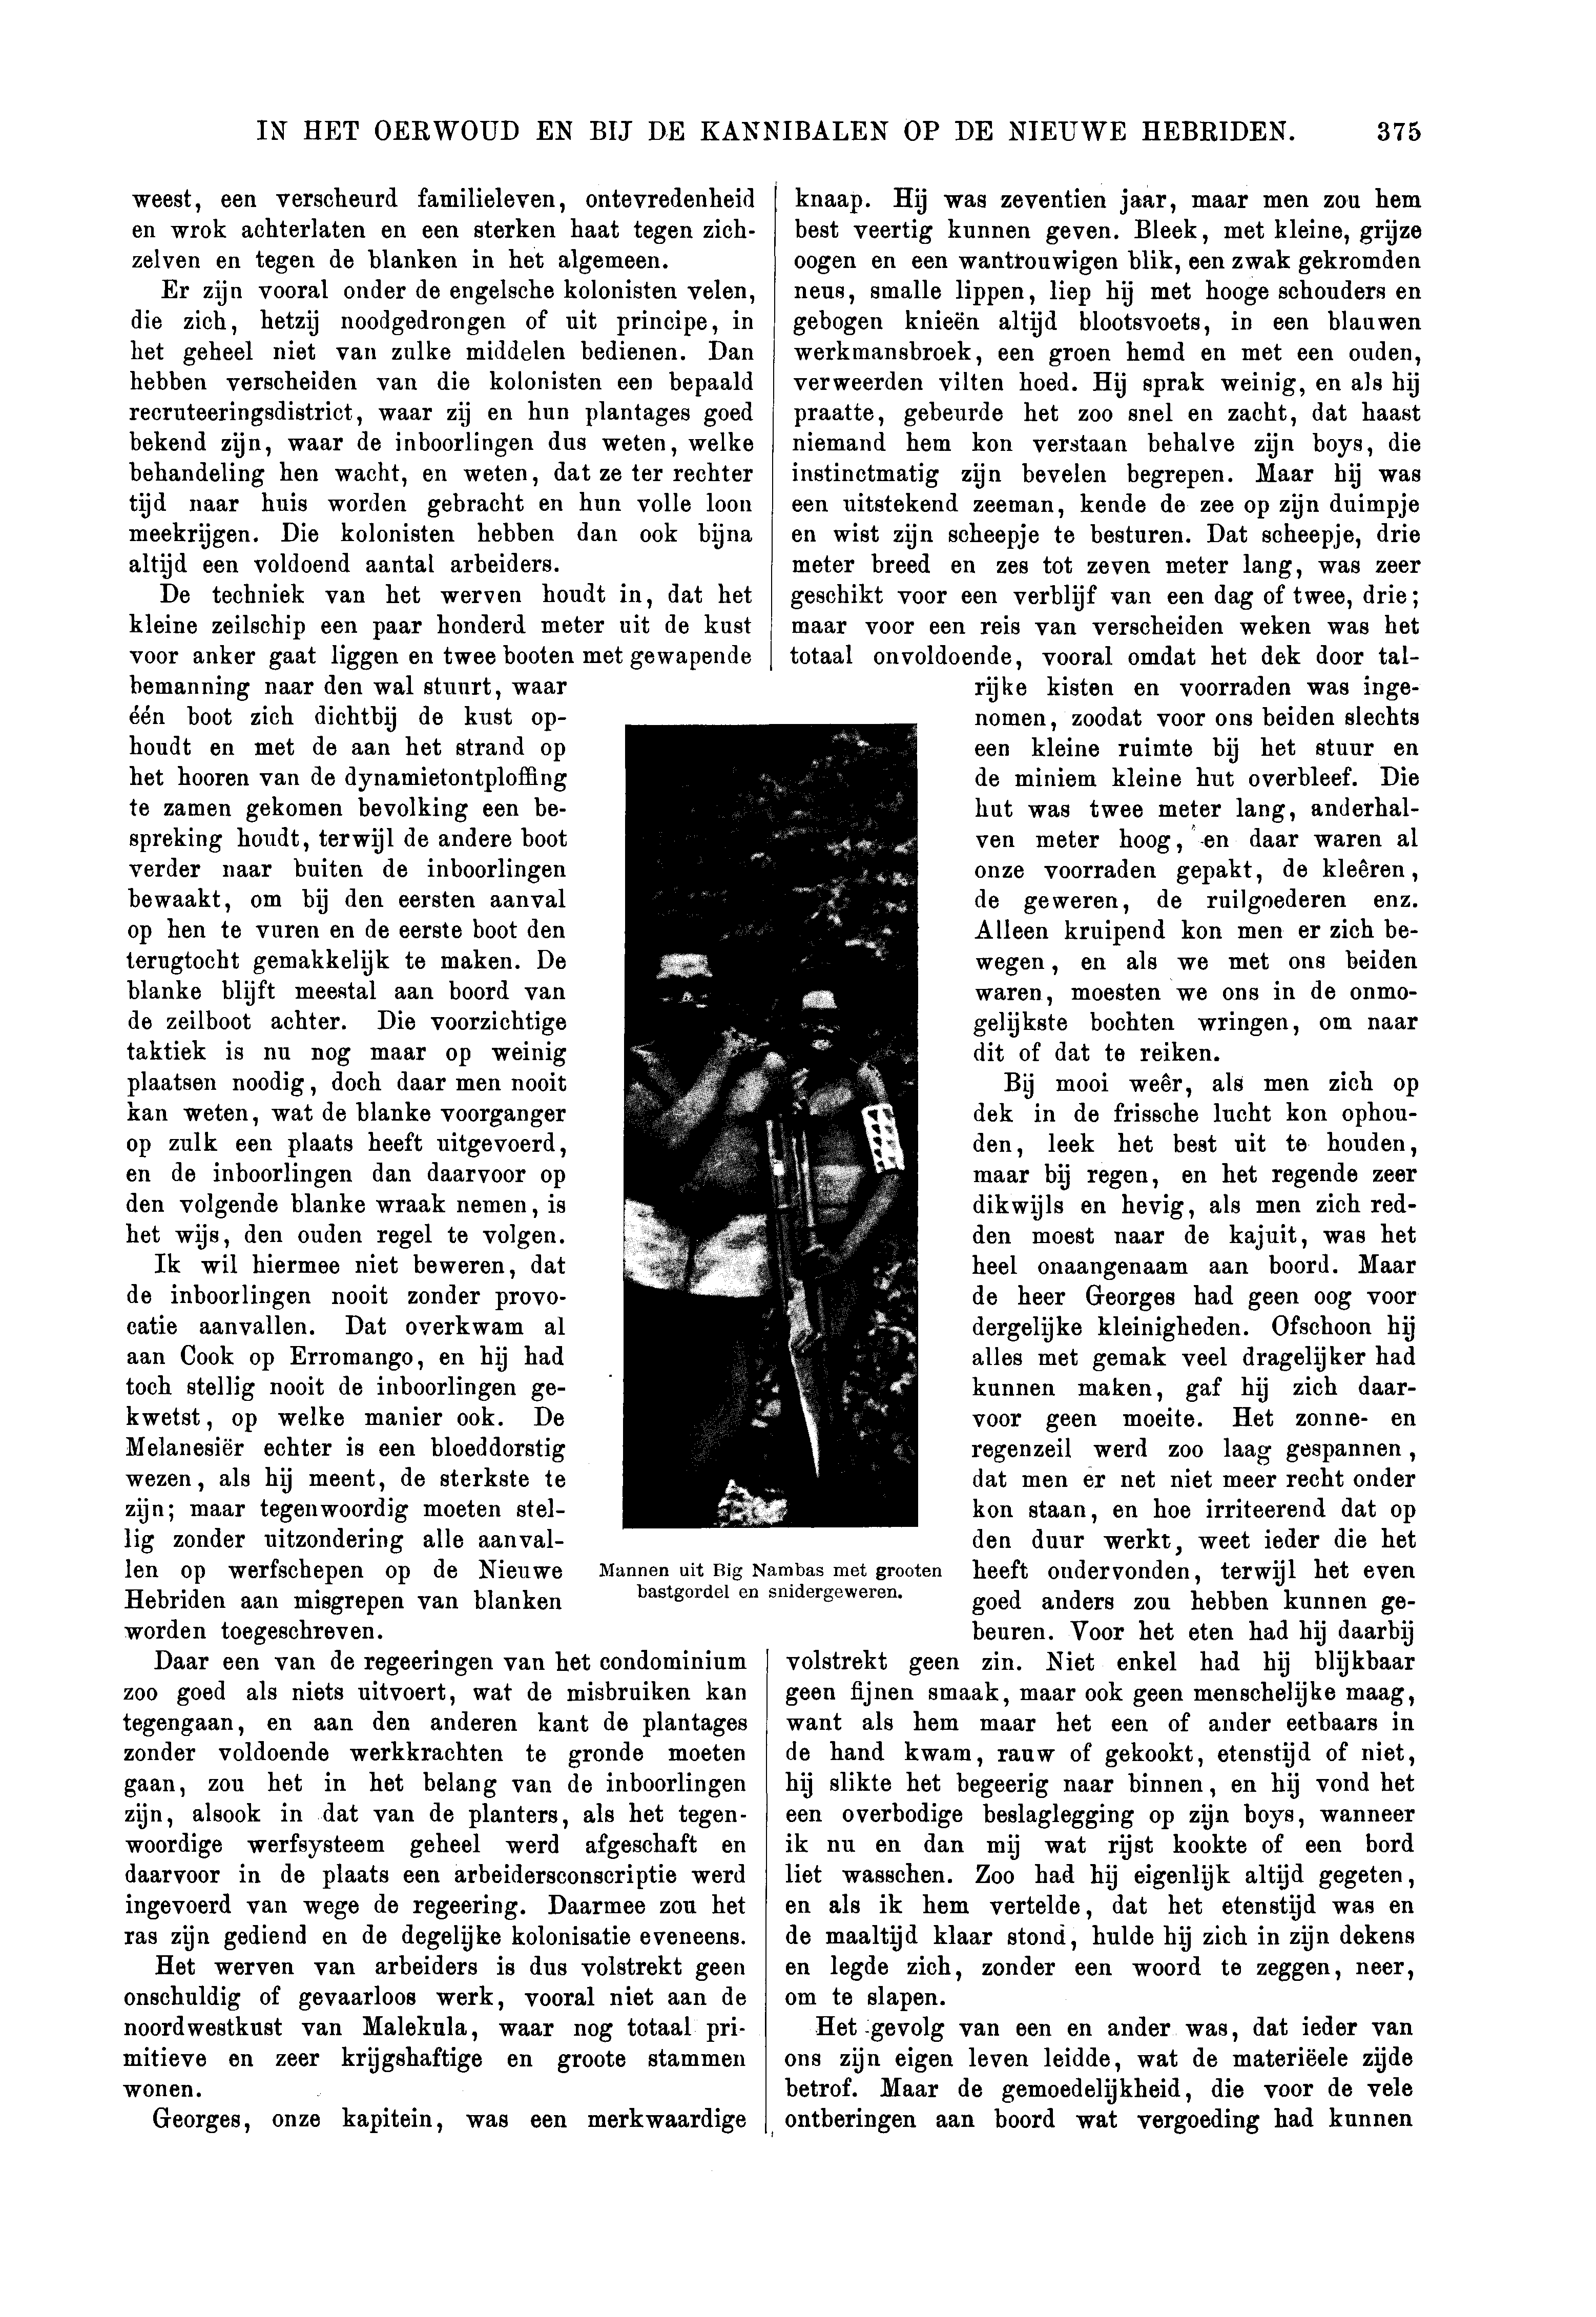 IN HET OERWOUD EN BIJ DE KANNIBALEN OP DE NIEUWE HEBRIDEN. 375
weest, een verscheurd familieleven, ontevredenheid
en wrok achterlaten en een sterken haat tegen zich-
zelven en tegen de blanken in het algemeen.
Er zijn vooral onder de engelsche kolonisten velen,
die zich, hetzij noodgedrongen of uit principe, in
het geheel niet van zulke middelen bedienen. Dan
hebben verscheiden van die kolonisten een bepaald
recruteeringsdistrict, waar zij en hun plantages goed
bekend zijn, waar de inboorlingen dus weten, welke
behandeling hen wacht, en weten, dat ze ter rechter
tijd naar huis worden gebracht en hun volle loon
meekrijgen. Die kolonisten hebben dan ook bijna
altijd een voldoend aantal arbeiders.
De techniek van het werven houdt in, dat het
kleine zeilschip een paar honderd meter uit de kust
voor anker gaat liggen en twee booten met gewapende
bemanning naar den wal stuurt, waar
één boot zich dichtbij de kust op-
houdt en met de aan het strand op
het hooren van de dynamietontploffing
te zamen gekomen bevolking een be-
spreking houdt, terwijl de andere boot
verder naar buiten de inboorlingen
bewaakt, om bij den eersten aanval
op hen te vuren en de eerste boot den
terugtocht gemakkelijk te maken. De
blanke blijft meestal aan boord van
de zeilboot achter. Die voorzichtige
taktiek is nu nog maar op weinig
plaatsen noodig, doch daar men nooit
kan weten, wat de blanke voorganger
op zulk een plaats heeft uitgevoerd,
en de inboorlingen dan daarvoor op
den volgende blanke wraak nemen, is
het wijs, den ouden regel te volgen.
Ik wil hiermee niet beweren, dat
de inboorlingen nooit zonder provo-
catie aanvallen. Dat overkwam al
aan Cook op Erromango, en hij had
toch stellig nooit de inboorlingen ge-
kwetst, op welke manier ook. De
Melanesiër echter is een bloeddorstig
wezen, als hij meent, de sterkste te
zijn; maar tegenwoordig moeten stel-
lig zonder uitzondering alle aanval-
len op werfschepen op de Nieuwe
Hebriden aan misgrepen van blanken
worden toegeschreven.
Daar een van de regeeringen van het condominium
zoo goed als niets uitvoert, wat de misbruiken kan
tegengaan, en aan den anderen kant de plantages
zonder voldoende werkkrachten te gronde moeten
gaan, zou het in het belang van de inboorlingen
zijn, alsook in dat van de planters, als het tegen-
woordige werfsysteem geheel werd afgeschaft en
daarvoor in de plaats een arbeidersconscriptie werd
ingevoerd van wege de regeering. Daarmee zou het
ras zijn gediend en de degelijke kolonisatie eveneens.
Het werven van arbeiders is dus volstrekt geen
onschuldig of gevaarloos werk, vooral niet aan de
noordwestkust van Malekula, waar nog totaal pri-
mitieve en zeer krijgshaftige en groote stammen
wonen.
Georges, onze kapitein, was een merkwaardige
Mannen uit Big Nambas met grooten
bastgordel en snidergeweren.
knaap. Hij was zeventien jaar, maar men zou hem
best veertig kunnen geven. Bleek, met kleine, grijze
oogen en een wantrouwigen blik, een zwak gekromden
neus, smalle lippen, liep hij met hooge schouders en
gebogen knieën altijd blootsvoets, in een blauwen
werkmansbroek, een groen hemd en met een ouden,
verweerden vilten hoed. Hij sprak weinig, en als hij
praatte, gebeurde het zoo snel en zacht, dat haast
niemand hem kon verstaan behalve zijn boys, die
instinctmatig zijn bevelen begrepen. Maar hij was
een uitstekend zeeman, kende de zee op zijn duimpje
en wist zijn scheepje te besturen. Dat scheepje, drie
meter breed en zes tot zeven meter lang, was zeer
geschikt voor een verblijf van een dag of twee, drie;
maar voor een reis van verscheiden weken was het
totaal onvoldoende, vooral omdat het dek door tal-
rijke kisten en voorraden was inge-
nomen, zoodat voor ons beiden slechts
een kleine ruimte bij het stuur en
de miniem kleine hut overbleef. Die
hut was twee meter lang, anderhal-
ven meter hoog, en daar waren al
onze voorraden gepakt, de kleêren,
de geweren, de ruilgoederen enz.
Alleen kruipend kon men er zich be-
wegen, en als we met ons beiden
waren, moesten we ons in de onmo-
gelijkste bochten wringen, om naar
dit of dat te reiken.
Bij mooi weêr, als men zich op
dek in de frissche lucht kon ophou-
den, leek het best uit te houden,
maar bij regen, en het regende zeer
dikwijls en hevig, als men zich red-
den moest naar de kajuit, was het
heel onaangenaam aan boord. Maar
de heer Georges had geen oog voor
dergelijke kleinigheden. Ofschoon hij
alles met gemak veel dragelijker had
kunnen maken, gaf hij zich daar-
voor geen moeite. Het zonne- en
regenzeil werd zoo laag gespannen,
dat men er net niet meer recht onder
kon staan, en hoe irriteerend dat op
den duur werkt, weet ieder die het
heeft ondervonden, terwijl het even
goed anders zou hebben kunnen ge-
beuren. Voor het eten had hij daarbij
volstrekt geen zin. Niet enkel had hij blijkbaar
geen fijnen smaak, maar ook geen menschelijke maag,
want als hem maar het een of ander eetbaars in
de hand kwam, rauw of gekookt, etenstijd of niet,
hij slikte het begeerig naar binnen, en hij vond het
een overbodige beslaglegging op zijn boys, wanneer
ik nu en dan mij wat rijst kookte of een bord
liet wasschen. Zoo had hij eigenlijk altijd gegeten,
en als ik hem vertelde, dat het etenstijd was en
de maaltijd klaar stond, hulde hij zich in zijn dekens
en legde zich, zonder een woord te zeggen, neer,
om te slapen.
Het gevolg van een en ander was, dat ieder van
ons zijn eigen leven leidde, wat de materiëele zijde
betrof. Maar de gemoedelijkheid, die voor de vele
ontberingen aan boord wat vergoeding had kunnen